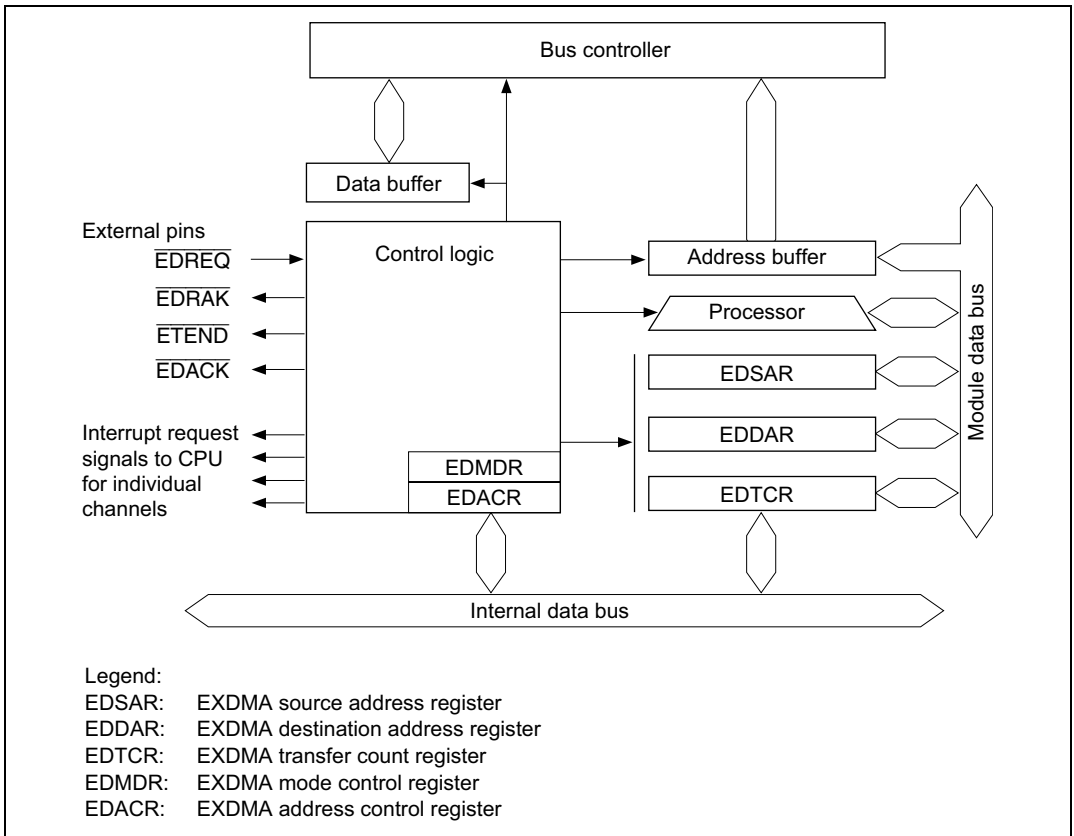 Bus controller
Data buffer
External pins
EDREQ
EDRAK
ETEND
EDACK
Interrupt request
signals to CPU
for individual
channels
Control logic
EDMDR
EDACR
Address buffer
Processor
EDSAR
EDDAR
EDTCR
Module data bus
Internal data bus
Legend:
EDSAR: EXDMA source address register
EDDAR: EXDMA destination address register
EDTCR: EXDMA transfer count register
EDMDR: EXDMA mode control register
EDACR: EXDMA address control register